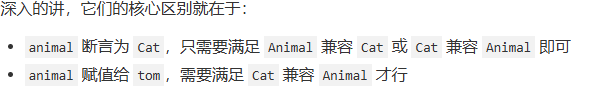 深入的讲，它们的核心区别就在于：
• animal 断言为 Cat，只需要满足 Animal 兼容 Cat 或 Cat 兼容 Animal 即可
• animal 赋值给 tom，需要满足 Cat 兼容 Animal 才行